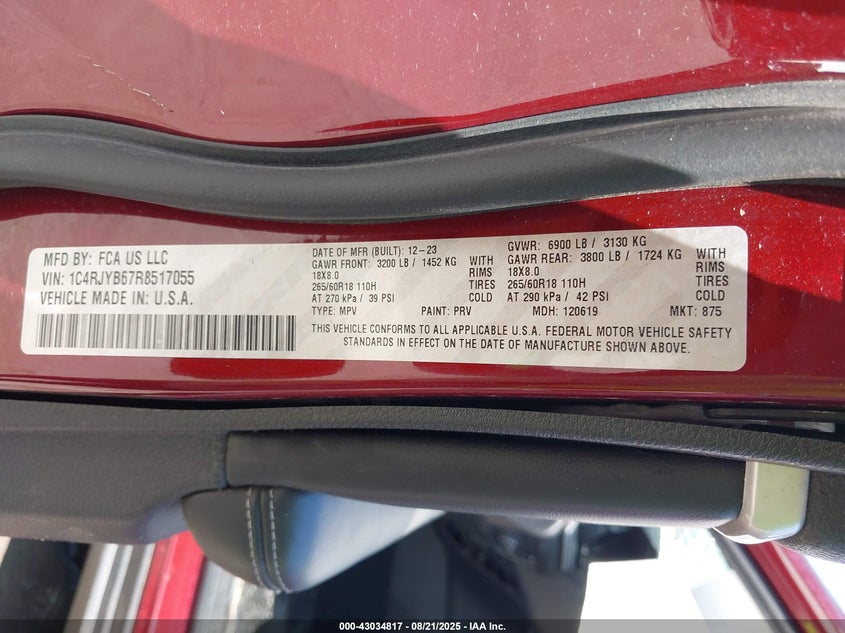 MFD BY: FCA US LLC
VIN: 1C4RJYB67R8517055
VEHICLE MADE IN: U.S.A.
DATE OF MFR (BUILT): 12-23
GAWR FRONT: 3200 LB / 1452 KG WITH
18X8.0 RIMS
265/60R18 110H TIRES
AT 270 kPa / 39 PSI COLD
TYPE: MPV PAINT: PRV
GVWR: 6900 LB / 3130 KG
GAWR REAR: 3800 LB / 1724 KG WITH
18X8.0 RIMS
265/60R18 110H TIRES
AT 290 kPa / 42 PSI COLD
MDH: 120619 MKT: 875
THIS VEHICLE CONFORMS TO ALL APPLICABLE U.S.A. FEDERAL MOTOR VEHICLE SAFETY
STANDARDS IN EFFECT ON THE DATE OF MANUFACTURE SHOWN ABOVE.
000-43034817 - 08/21/2025 - IAA Inc.